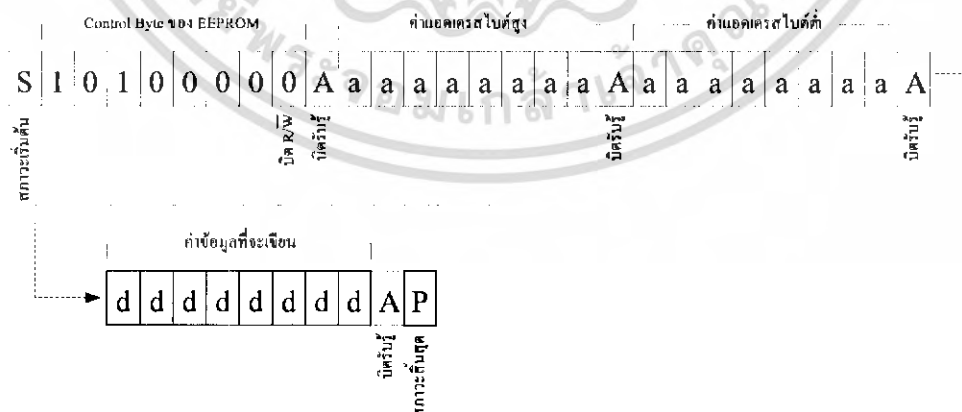 Control Byte ของ EEPROM ค่าแอดเดรสไบต์สูง ค่าแอดเดรสไบต์ต่ำ
S 1 0 1 0 0 0 0 0 A a a a a a a a a A a a a a a a a a A
สภาวะเริ่มต้น บิต R/W บิตรับรู้ บิตรับรู้ บิตรับรู้
ค่าข้อมูลที่จะเขียน
d d d d d d d d A P
บิตรับรู้ สภาวะสิ้นสุด